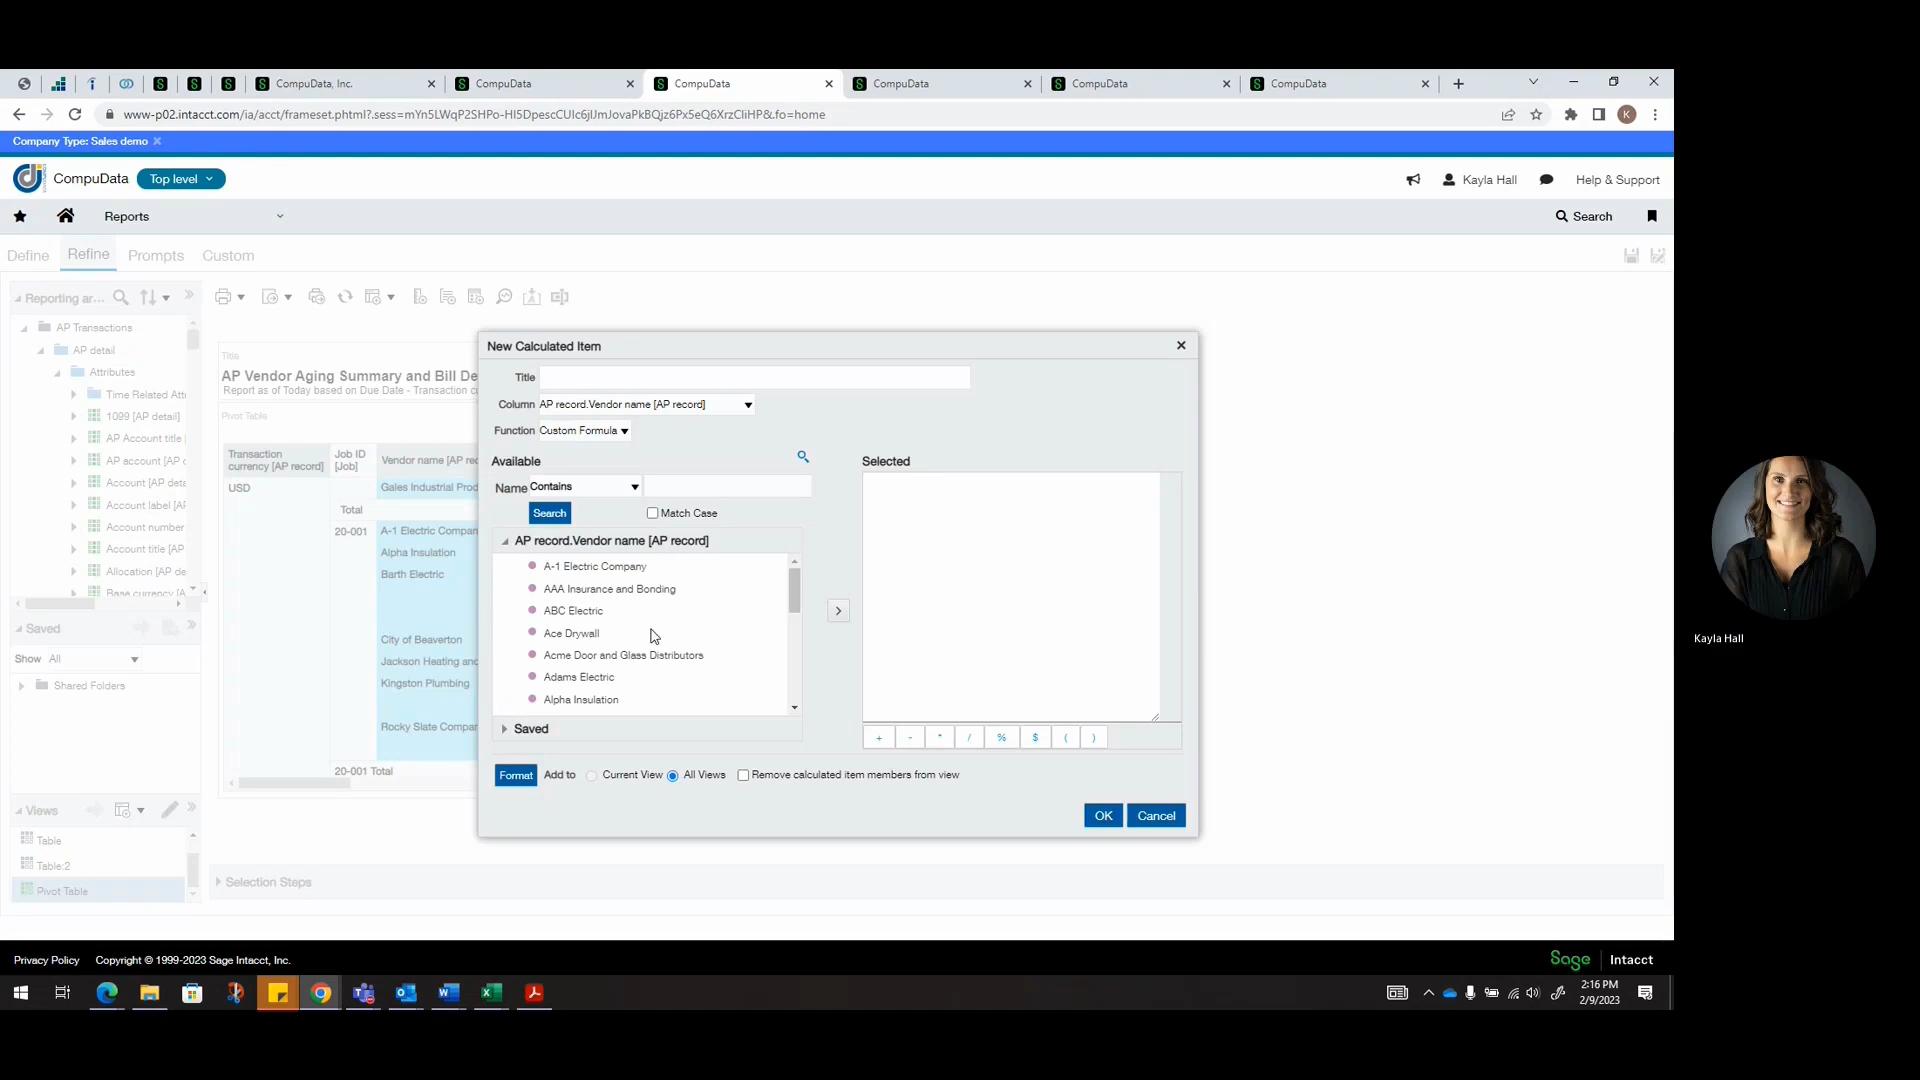 CompuData, Inc.
CompuData
CompuData
CompuData
CompuData
CompuData
www-p02.intacct.com/ia/acct/frameset.phtml?.sess=mYn5LWqP2SHPo-HI5DpescCUIc6jlJmJovaPkBQjz6Px5eQ6XrzCliHP&.fo=home
K
Company Type: Sales demo
CompuData
Top level
Kayla Hall
Help & Support
Reports
Search
Define
Refine
Prompts
Custom
Reporting ar...
AP Transactions
AP detail
Attributes
Time Related Att
1099 [AP detail]
AP Account title
AP account [AP
Account [AP deta
Account label [AP
Account number
Account title [AP
Allocation [AP de
Base currency [A
Saved
Show All
Shared Folders
Views
Table
Table:2
Pivot Table
Title
AP Vendor Aging Summary and Bill De
Report as of Today based on Due Date - Transaction cu
Pivot Table
Transaction
currency [AP record]
Job ID
[Job]
Vendor name [AP rec
USD
Gales Industrial Prod
Total
20-001
A-1 Electric Compan
Alpha Insulation
Barth Electric
City of Beaverton
Jackson Heating and
Kingston Plumbing
Rocky Slate Compar
20-001 Total
Selection Steps
New Calculated Item
Title
Column AP record.Vendor name [AP record]
Function Custom Formula
Available
Name Contains
Search
Match Case
AP record.Vendor name [AP record]
A-1 Electric Company
AAA Insurance and Bonding
ABC Electric
Ace Drywall
Acme Door and Glass Distributors
Adams Electric
Alpha Insulation
Saved
Selected
+ - * / % $ ( )
Format Add to Current View All Views Remove calculated item members from view
OK Cancel
Kayla Hall
Privacy Policy Copyright © 1999-2023 Sage Intacct, Inc.
Sage Intacct
2:16 PM
2/9/2023